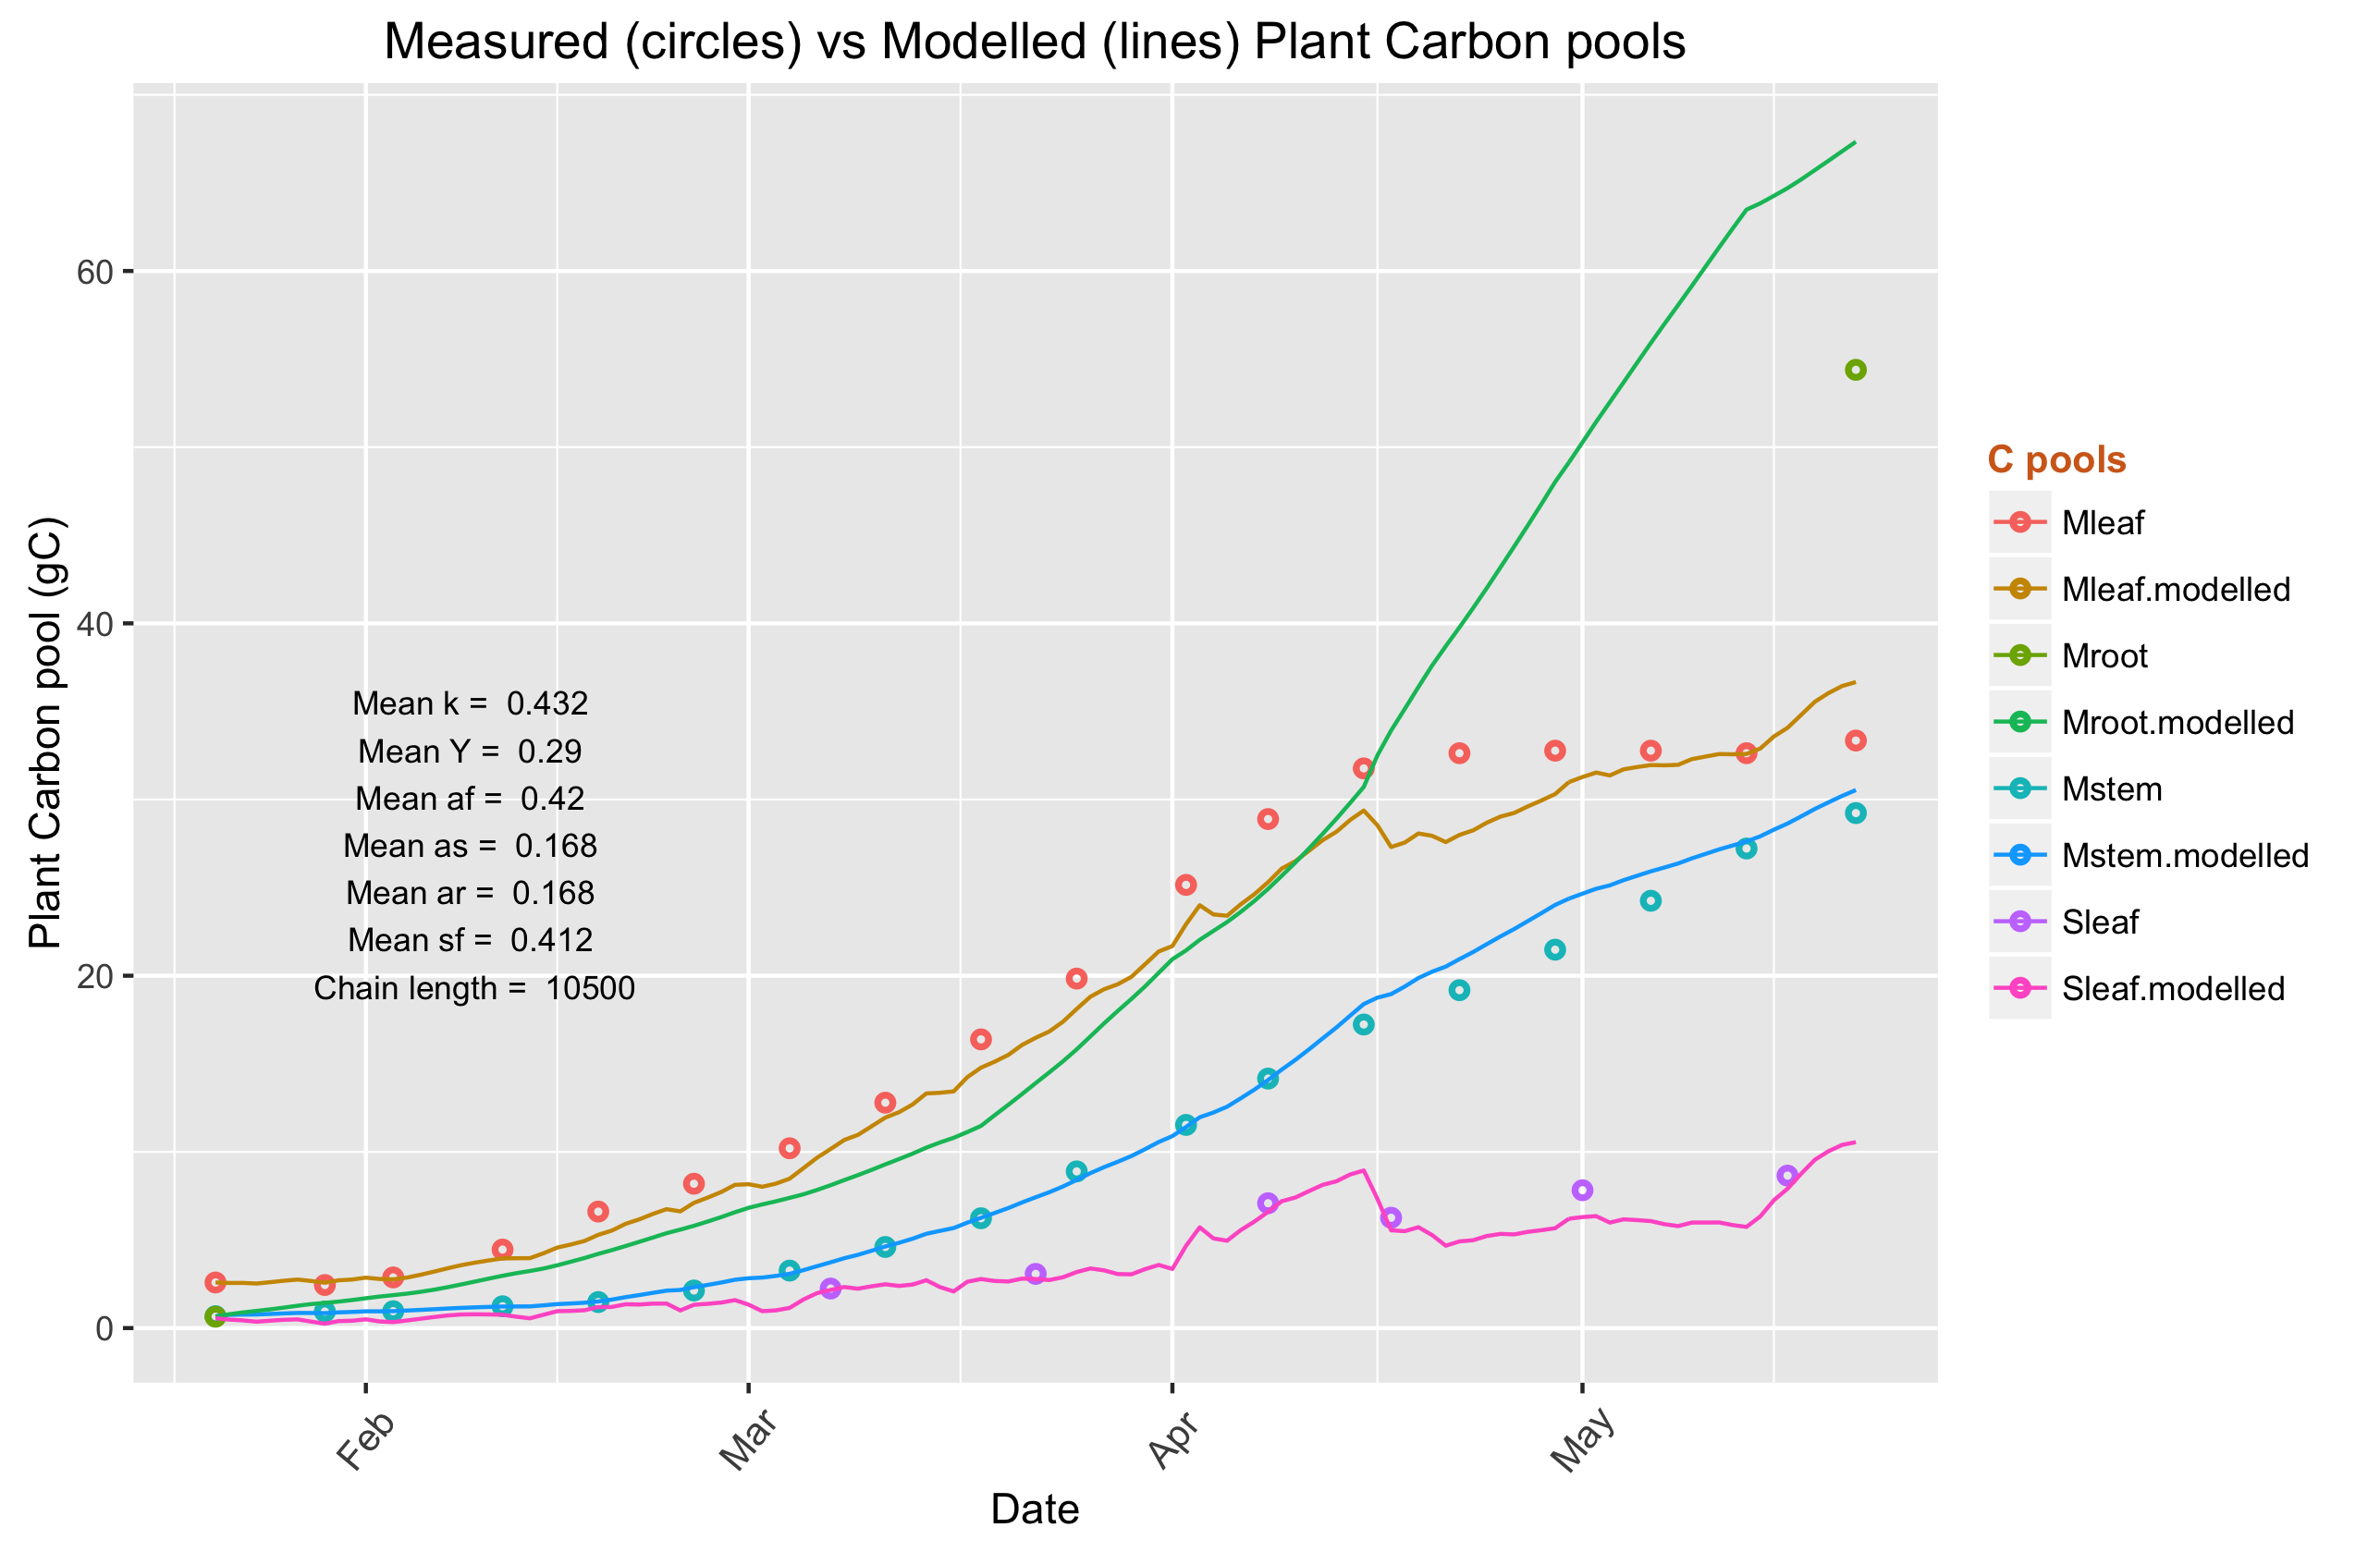 Measured (circles) vs Modelled (lines) Plant Carbon pools
Plant Carbon pool (gC)
60
40
20
0
Mean k = 0.432
Mean Y = 0.29
Mean af = 0.42
Mean as = 0.168
Mean ar = 0.168
Mean sf = 0.412
Chain length = 10500
Feb
Mar
Apr
May
Date
C pools
Mleaf
Mleaf.modelled
Mroot
Mroot.modelled
Mstem
Mstem.modelled
Sleaf
Sleaf.modelled